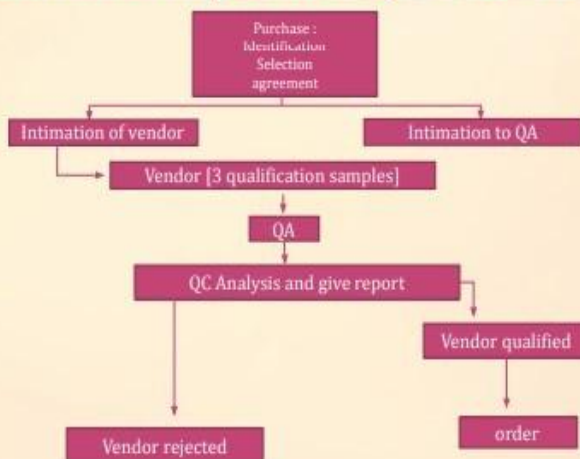 Purchase :
Identification
Selection
agreement
Intimation of vendor
Intimation to QA
Vendor [3 qualification samples]
QA
QC Analysis and give report
Vendor qualified
Vendor rejected
order